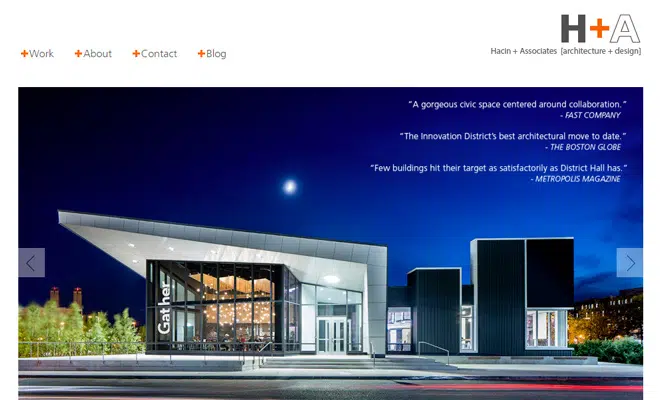 H+A
+Work +About +Contact +Blog
Hacin + Associates [architecture + design]
"A gorgeous civic space centered around collaboration."
- FAST COMPANY
"The Innovation District's best architectural move to date."
- THE BOSTON GLOBE
"Few buildings hit their target as satisfactorily as District Hall has."
- METROPOLIS MAGAZINE
Gather